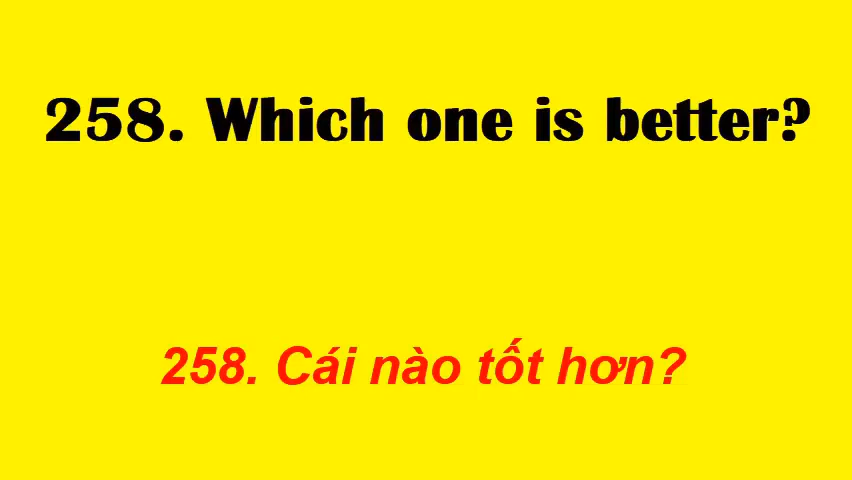 258. Which one is better?
258. Cái nào tốt hơn?